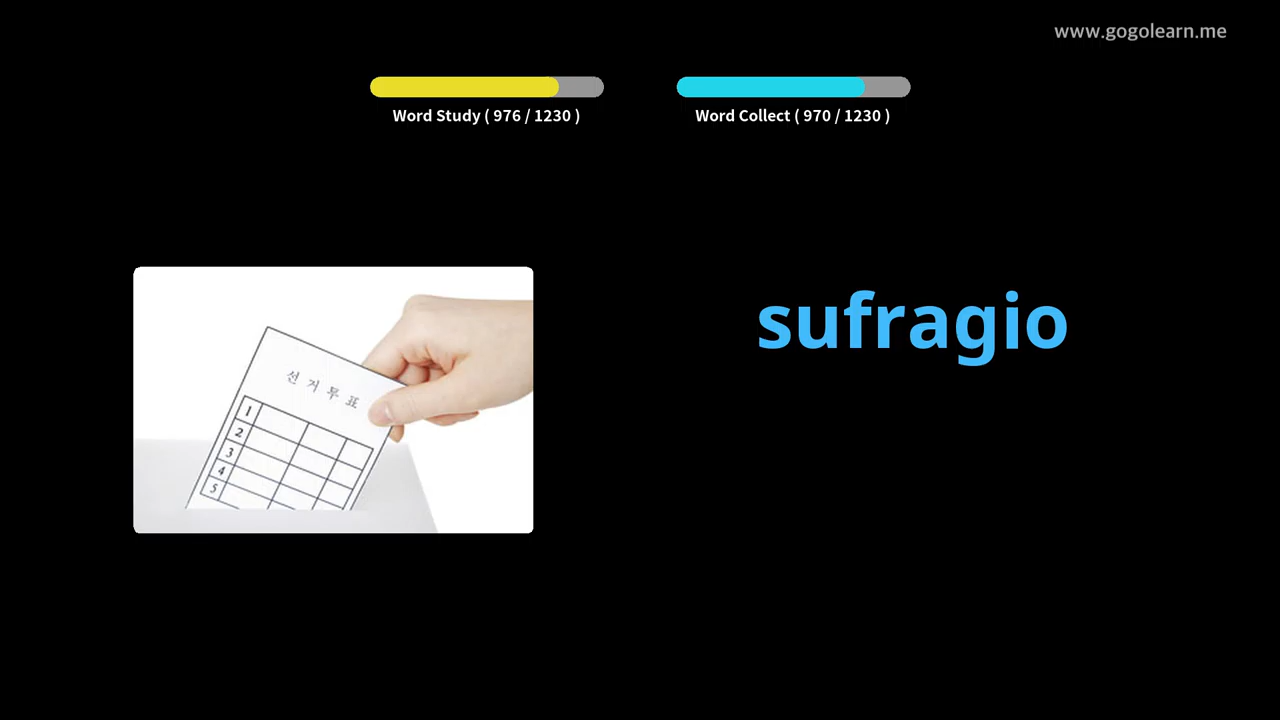 www.gogolearn.me
Word Study ( 976 / 1230 )
Word Collect ( 970 / 1230 )
sufragio
선거투표
1
2
3
4
5